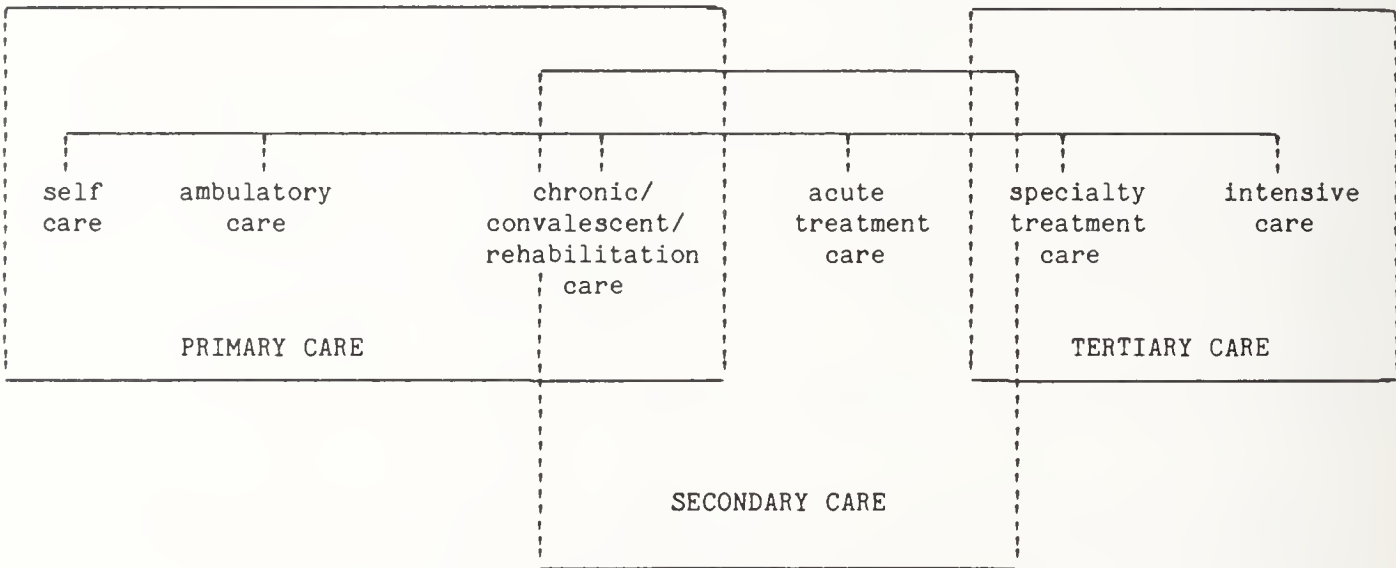 self
care
ambulatory
care
chronic/
convalescent/
rehabilitation
care
acute
treatment
care
specialty
treatment
care
intensive
care
PRIMARY CARE
TERTIARY CARE
SECONDARY CARE